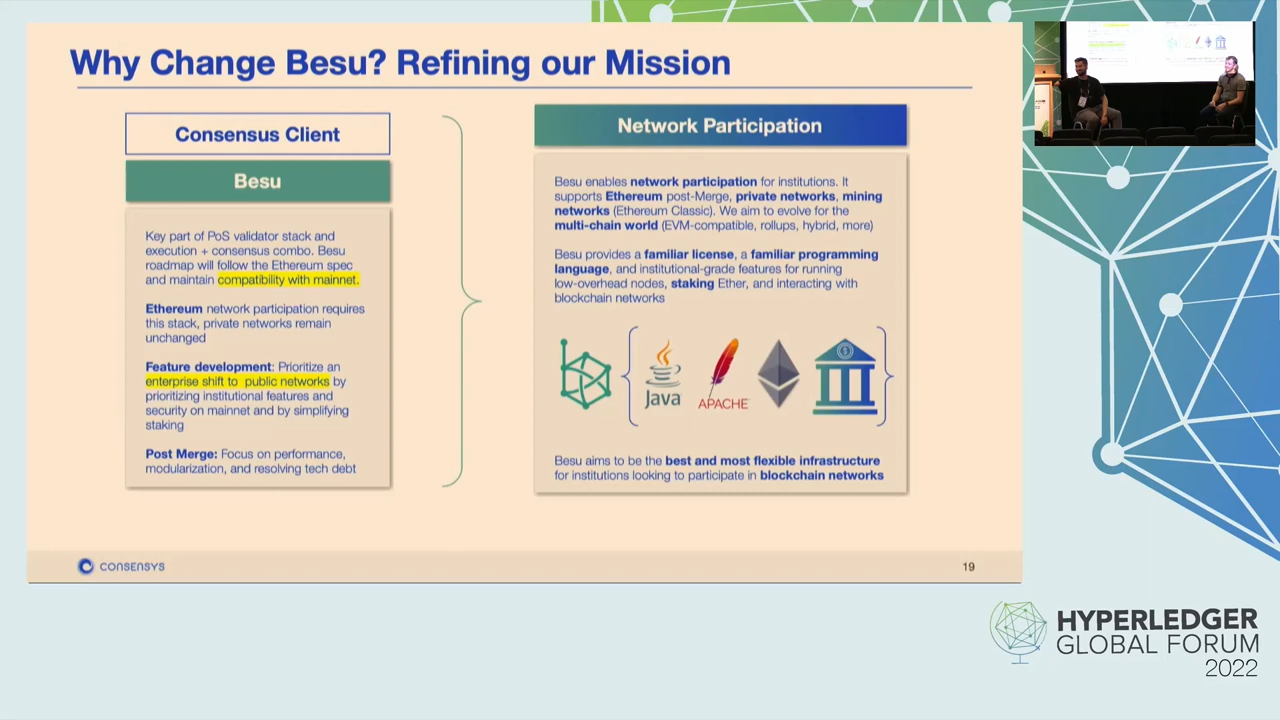 Why Change Besu? Refining our Mission
Consensus Client
Besu
Key part of PoS validator stack and
execution + consensus combo. Besu
roadmap will follow the Ethereum spec
and maintain compatibility with mainnet.
Ethereum network participation requires
this stack, private networks remain
unchanged
Feature development: Prioritize an
enterprise shift to  public networks by
prioritizing institutional features and
security on mainnet and by simplifying
staking
Post Merge: Focus on performance,
modularization, and resolving tech debt
Network Participation
Besu enables network participation for institutions. It
supports Ethereum post-Merge, private networks, mining
networks (Ethereum Classic). We aim to evolve for the
multi-chain world (EVM-compatible, rollups, hybrid, more)
Besu provides a familiar license, a familiar programming
language, and institutional-grade features for running
low-overhead nodes, staking Ether, and interacting with
blockchain networks
Java
APACHE
$
Besu aims to be the best and most flexible infrastructure
for institutions looking to participate in blockchain networks
CONSENSYS
19
HYPERLEDGER
GLOBAL FORUM
2022